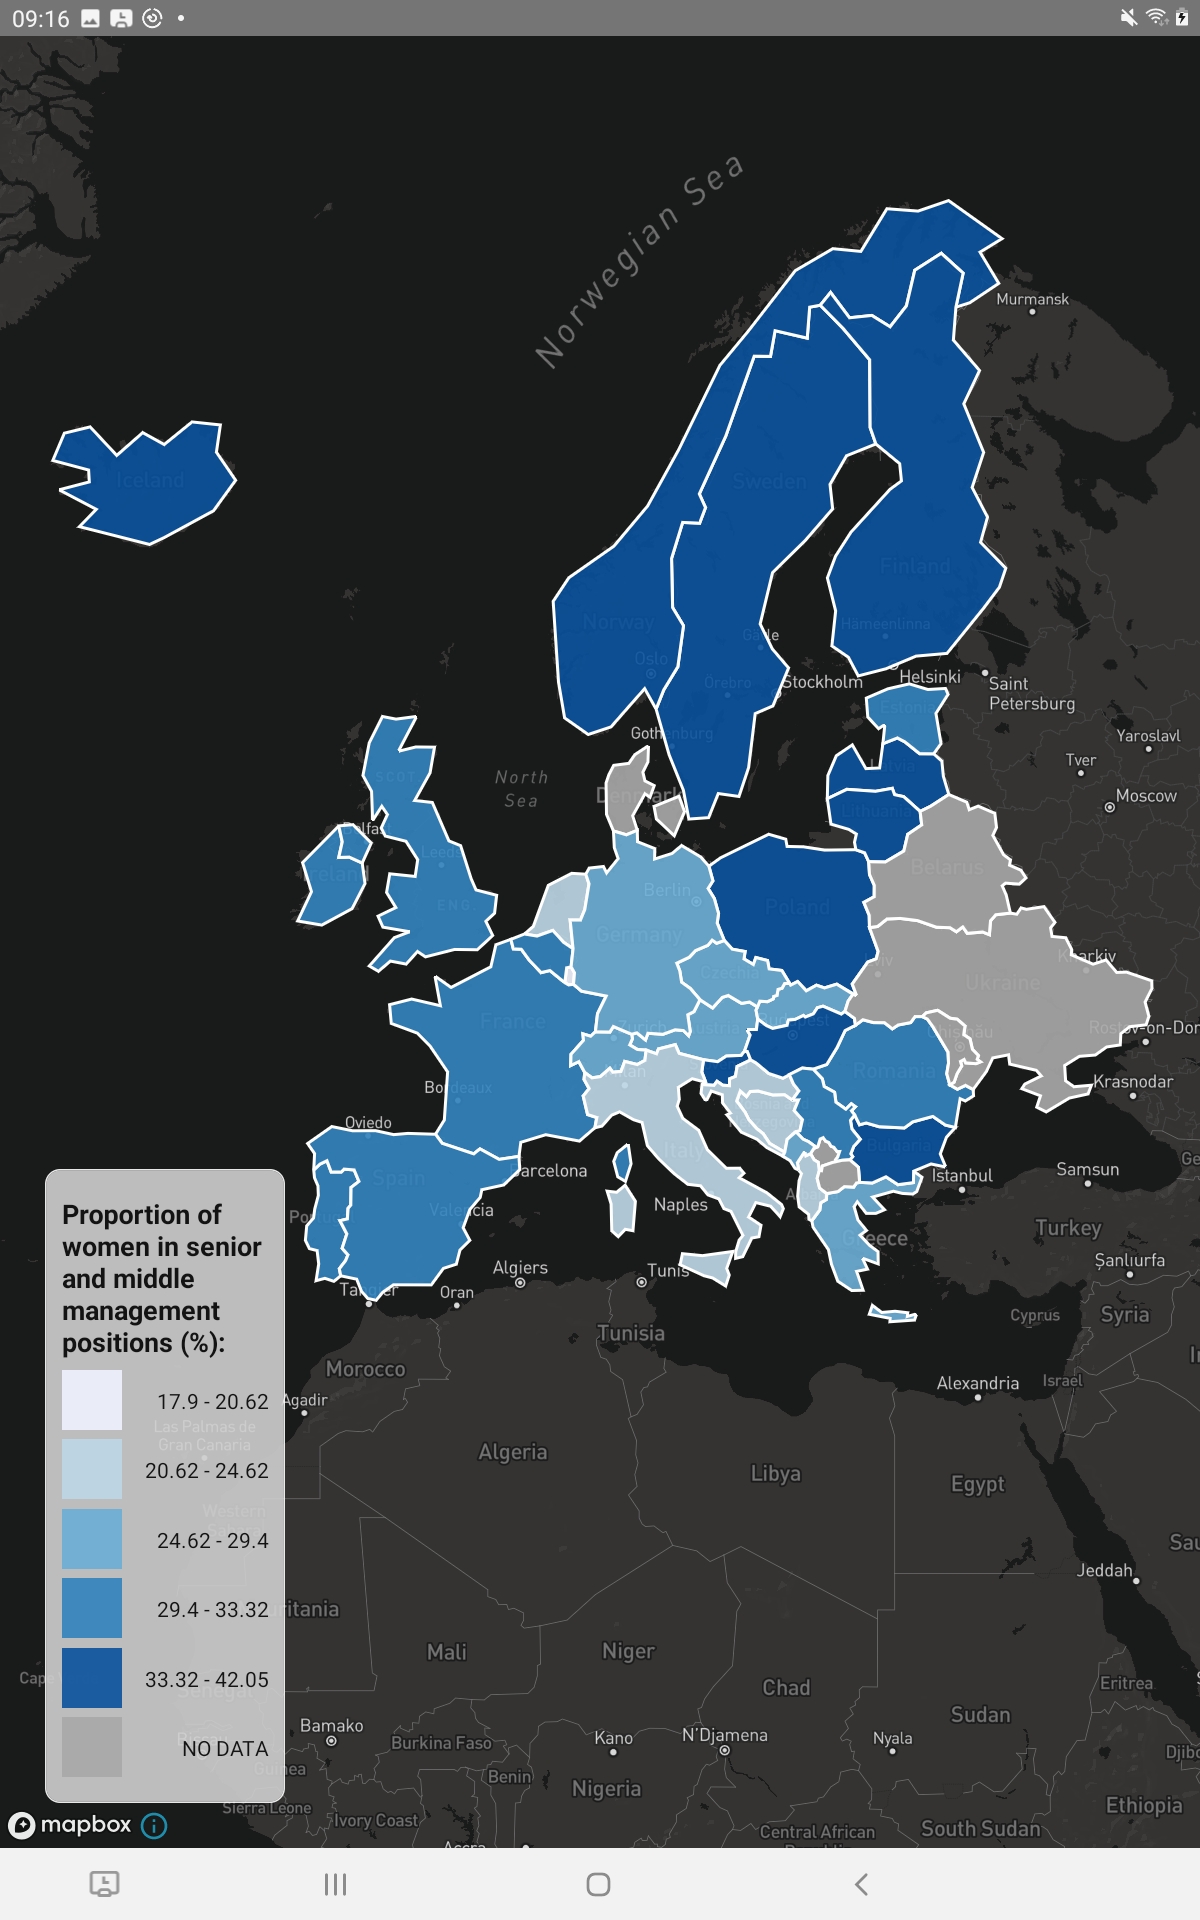 09:16
Norwegian Sea
Murmansk
Iceland
Sweden
Finland
Hämeenlinna
Norway
Gävle
Oslo
Örebro
Stockholm
Helsinki
Saint
Petersburg
Estonia
Gothenburg
Yaroslavl
Tver
North
Sea
SCOT.
Latvia
Denmark
Moscow
Lithuania
Belfast
Leeds
Ireland
Belarus
Berlin
ENG.
Poland
Germany
Lviv
Kharkiv
Czechia
Ukraine
France
Zurich
Austria
Budapest
Chișinău
Rostov-on-Don
Milan
Romania
Krasnodar
Bordeaux
Oviedo
Italy
Bulgaria
Barcelona
Spain
Istanbul
Samsun
Portugal
Valencia
Naples
Turkey
Greece
Şanlıurfa
Algiers
Tunis
Tangier
Oran
Cyprus
Syria
Tunisia
Morocco
Alexandria
Israel
Proportion of
women in senior
and middle
management
positions (%):
17.9 - 20.62
Agadir
Las Palmas de
Gran Canaria
20.62 - 24.62
Algeria
Libya
Egypt
Western
24.62 - 29.4
Jeddah
29.4 - 33.32
Mauritania
Mali
Niger
33.32 - 42.05
Senegal
Chad
Eritrea
Sudan
Bamako
Burkina Faso
Kano
N'Djamena
Nyala
NO DATA
Guinea
Benin
Nigeria
Djibo
Sierra Leone
Ivory Coast
Ethiopia
Central African
South Sudan
Accra
mapbox